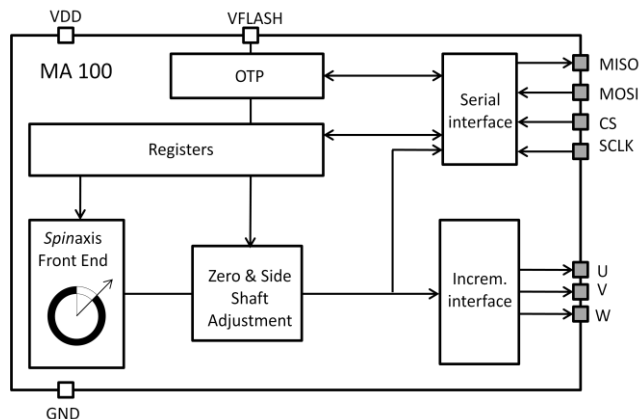 VDD
VFLASH
MA 100
OTP
Serial
interface
MISO
MOSI
CS
SCLK
Registers
Spinaxis
Front End
Zero & Side
Shaft
Adjustment
Increm.
interface
U
V
W
GND